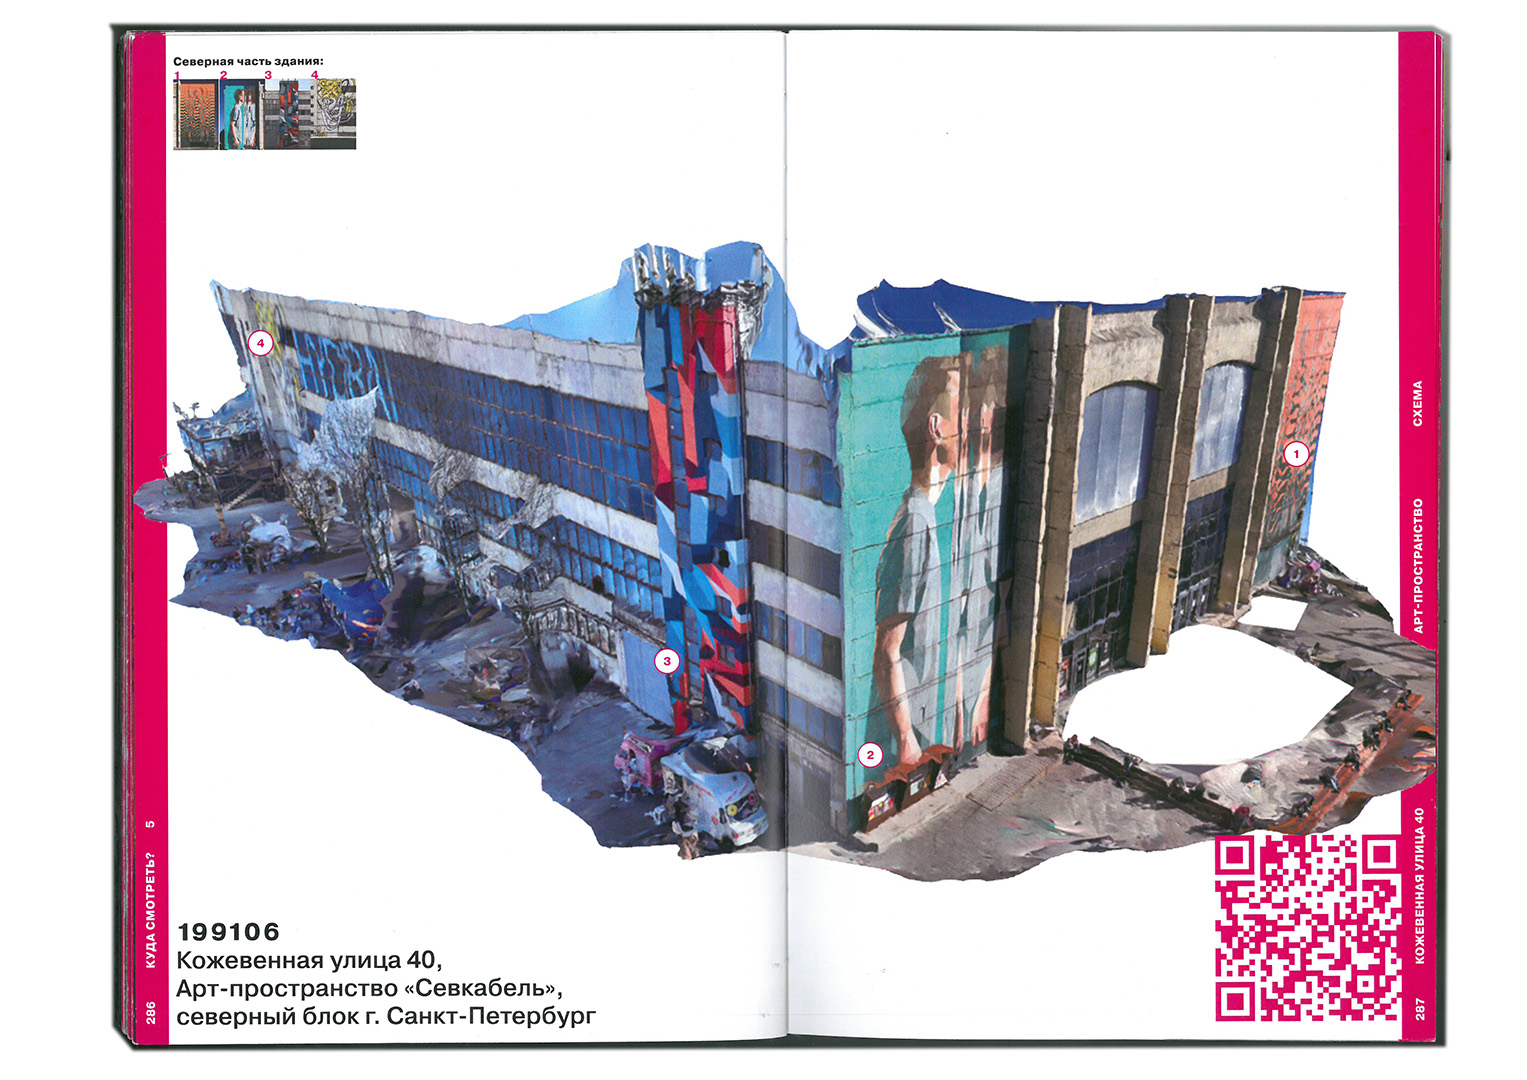 Северная часть здания:
1 2 3 4
4
3
2
1
199106
Кожевенная улица 40,
Арт-пространство «Севкабель»,
северный блок г. Санкт-Петербург
286 КУДА СМОТРЕТЬ? 5
287 КОЖЕВЕННАЯ УЛИЦА 40 АРТ-ПРОСТРАНСТВО СХЕМА